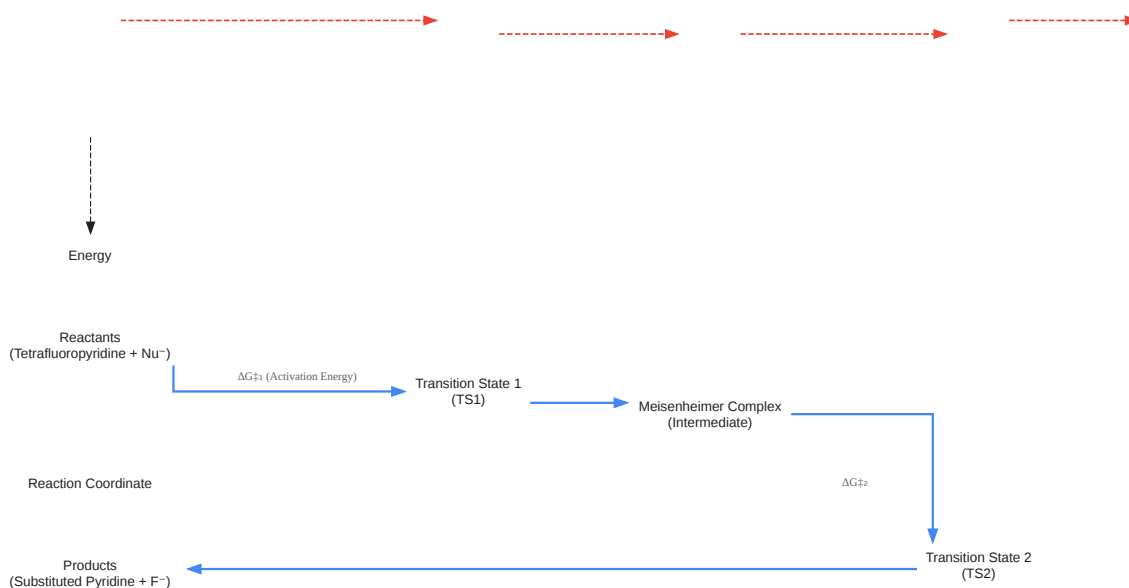 Energy
Reactants
(Tetrafluoropyridine + Nu⁻)
ΔG‡₁ (Activation Energy)
Transition State 1
(TS1)
Meisenheimer Complex
(Intermediate)
Reaction Coordinate
ΔG‡₂
Transition State 2
(TS2)
Products
(Substituted Pyridine + F⁻)